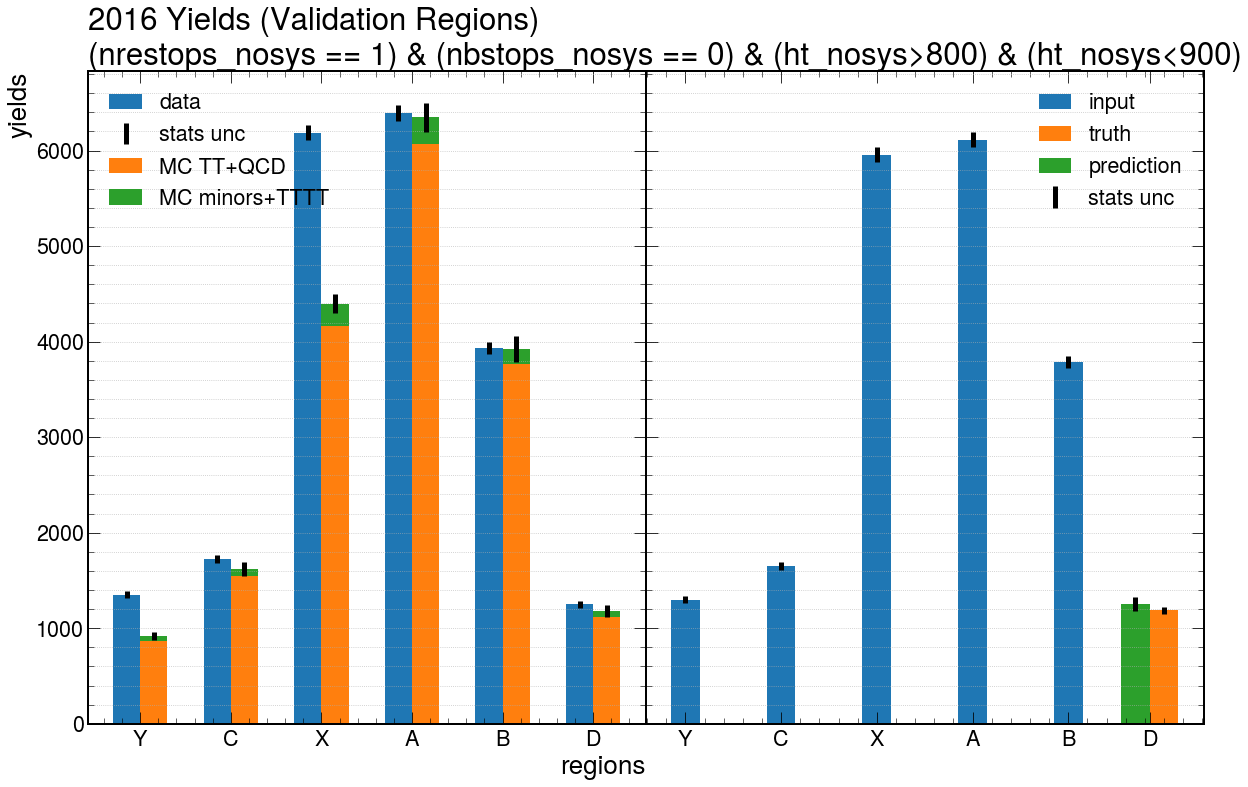 2016 Yields (Validation Regions)
(nrestops_nosys == 1) & (nbstops_nosys == 0) & (ht_nosys>800) & (ht_nosys<900)
yields
data
stats unc
MC TT+QCD
MC minors+TTTT
input
truth
prediction
stats unc
6000
5000
4000
3000
2000
1000
0
Y C X A B D
Y C X A B D
regions